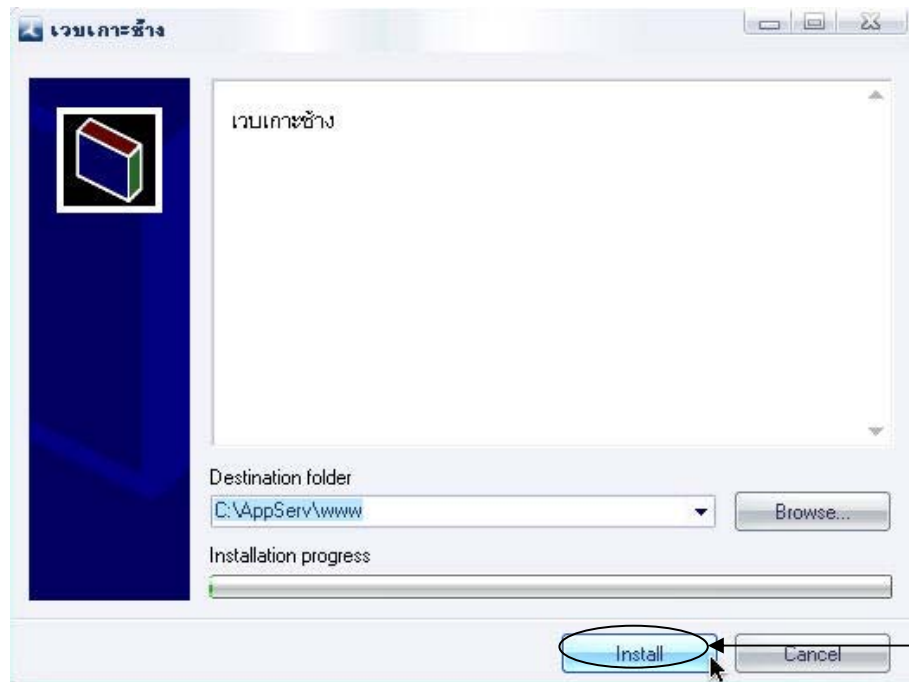 เวบเกาะช้าง
เวบเกาะช้าง
Destination folder
C:\AppServ\www
Browse...
Installation progress
Install
Cancel